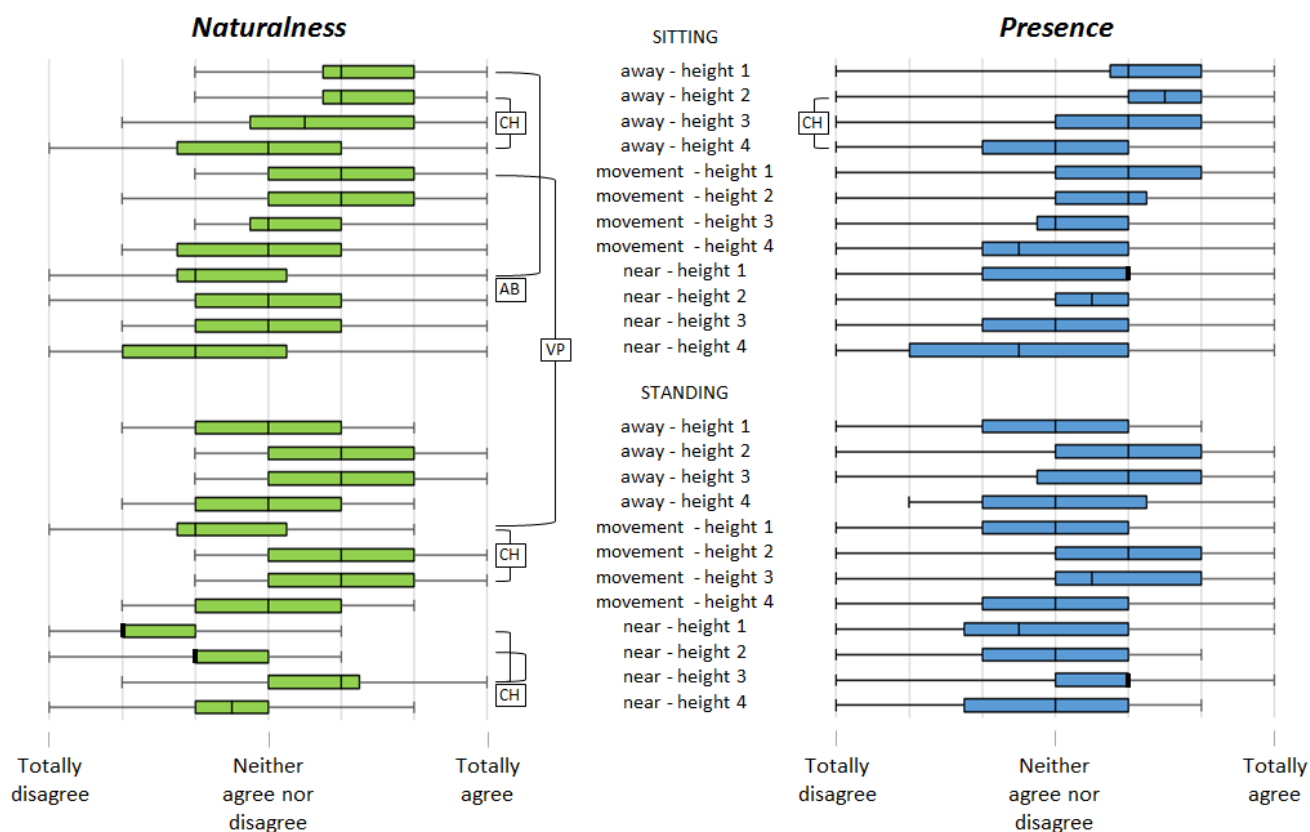 Naturalness
SITTING
Presence
away - height 1
away - height 2
CH
CH
away - height 3
away - height 4
movement - height 1
movement - height 2
movement - height 3
movement - height 4
near - height 1
AB
near - height 2
near - height 3
VP
near - height 4
STANDING
away - height 1
away - height 2
away - height 3
away - height 4
movement - height 1
CH
movement - height 2
movement - height 3
movement - height 4
near - height 1
near - height 2
near - height 3
CH
near - height 4
Totally
disagree
Neither
agree nor
disagree
Totally
agree
Totally
disagree
Neither
agree nor
disagree
Totally
agree